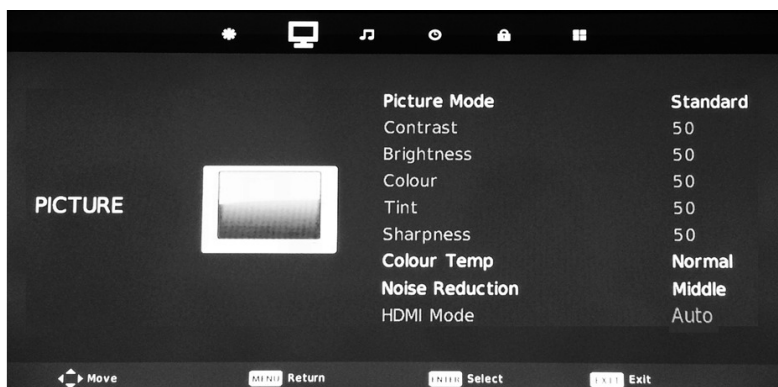 Picture Mode Standard
Contrast 50
Brightness 50
Colour 50
Tint 50
Sharpness 50
Colour Temp Normal
Noise Reduction Middle
HDMI Mode Auto
PICTURE
Move MENU Return ENTER Select EXIT Exit